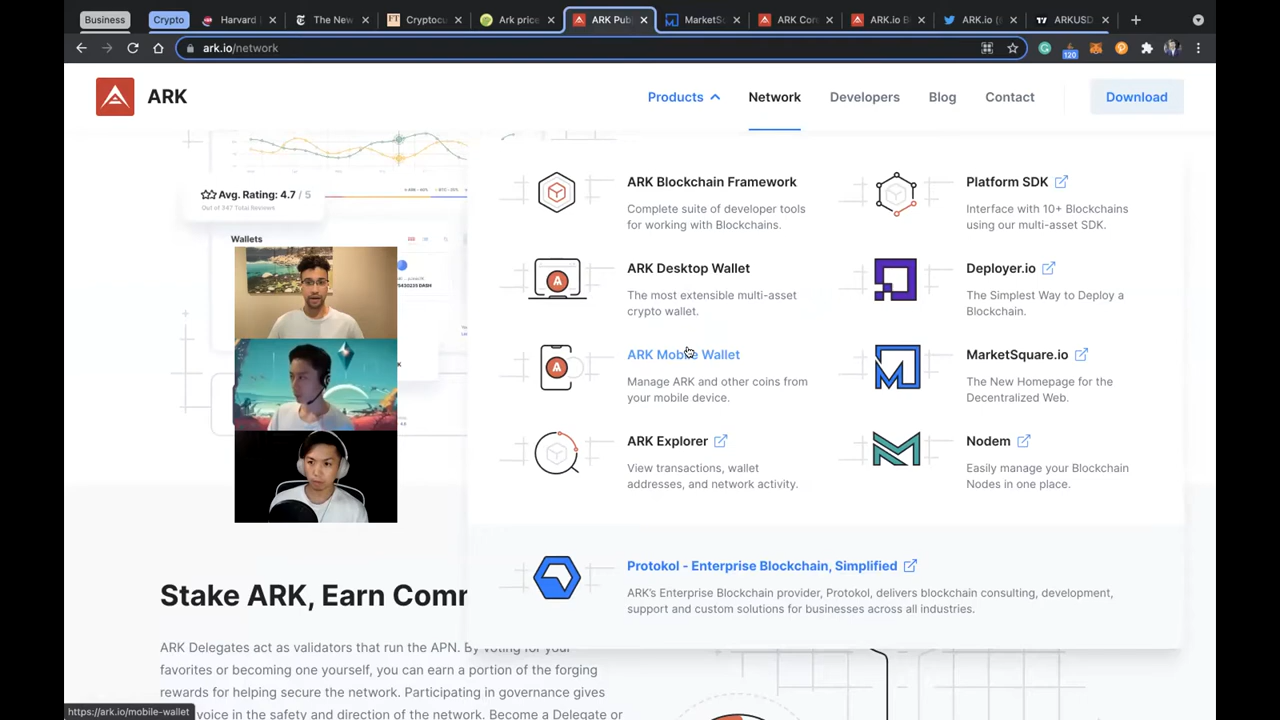 Business
Crypto
Harvard
The New
Cryptocu
Ark price
ARK Pub
MarketS
ARK Con
ARK.io B
ARK.io (
ARKUSD
ark.io/network
120
ARK
Products
Network
Developers
Blog
Contact
Download
Avg. Rating: 4.7 / 5
Out of 947 Total Reviews
Wallets
ARK Blockchain Framework
Complete suite of developer tools
for working with Blockchains.
Platform SDK
Interface with 10+ Blockchains
using our multi-asset SDK.
ARK Desktop Wallet
The most extensible multi-asset
crypto wallet.
Deployer.io
The Simplest Way to Deploy a
Blockchain.
ARK Mobile Wallet
Manage ARK and other coins from
your mobile device.
MarketSquare.io
The New Homepage for the
Decentralized Web.
ARK Explorer
View transactions, wallet
addresses, and network activity.
Nodem
Easily manage your Blockchain
Nodes in one place.
Protokol - Enterprise Blockchain, Simplified
ARK's Enterprise Blockchain provider, Protokol, delivers blockchain consulting, development,
support and custom solutions for businesses across all industries.
Stake ARK, Earn Com
ARK Delegates act as validators that run the APN. By voting for your
favorites or becoming one yourself, you can earn a portion of the forging
rewards for helping secure the network. Participating in governance gives
voice in the safety and direction of the network. Become a Delegate or
https://ark.io/mobile-wallet